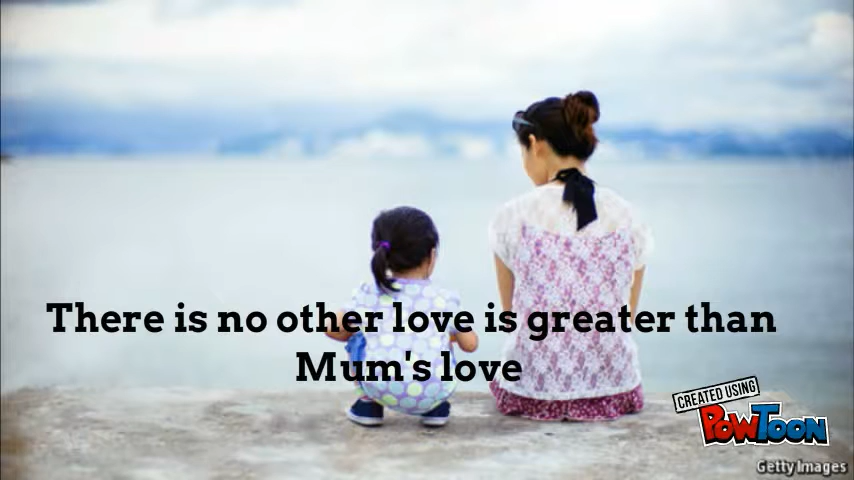 There is no other love is greater than
Mum's love
CREATED USING
POWTOON
Getty Images